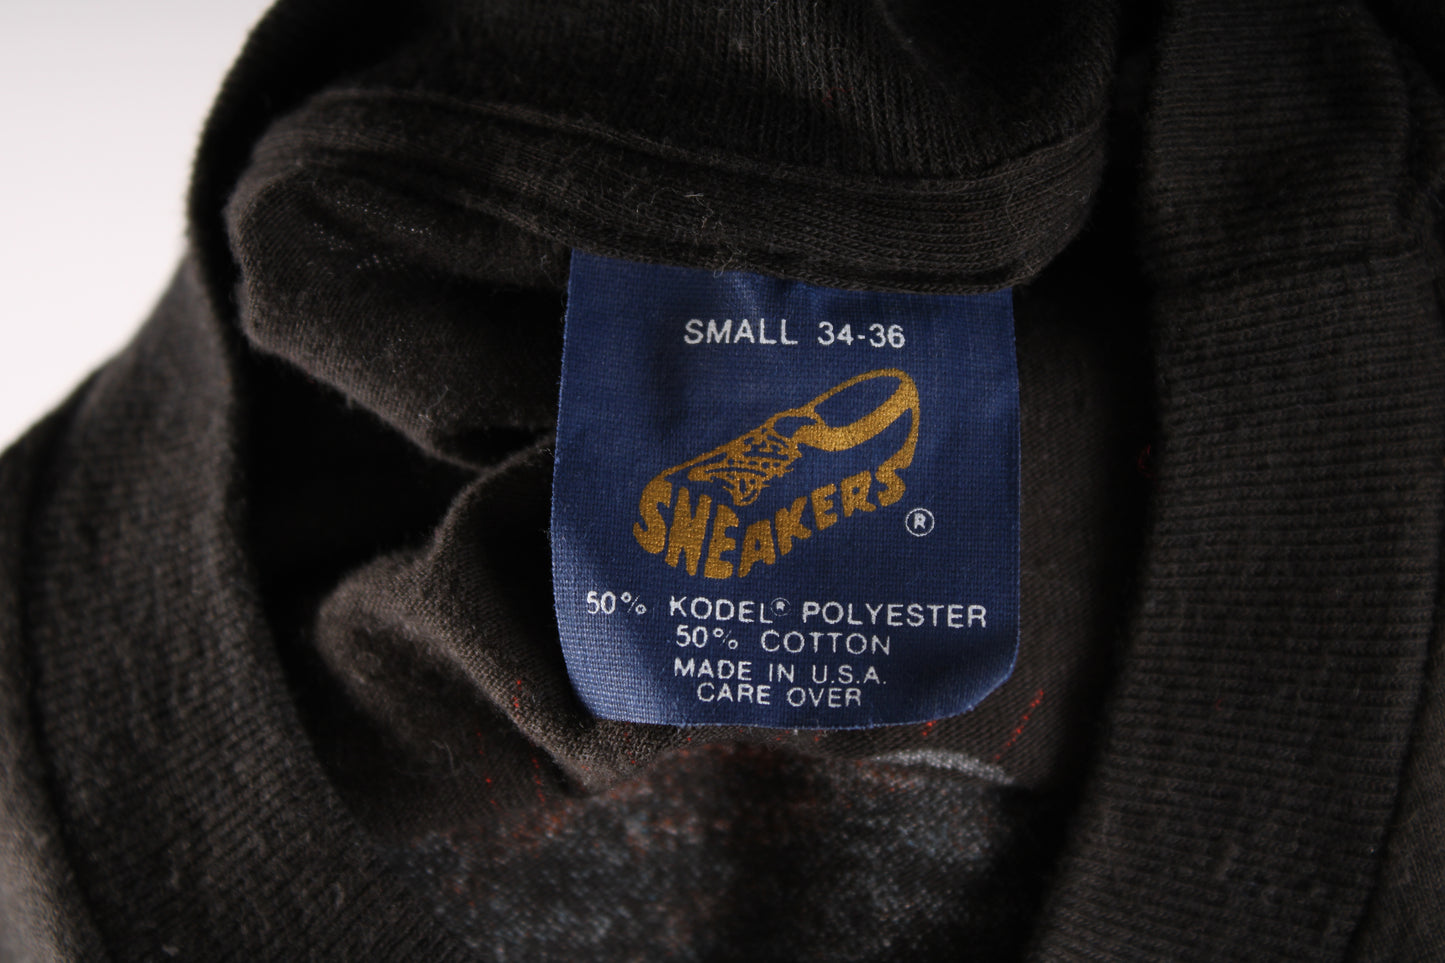 SMALL 34-36
SNEAKERS ®
50% KODEL® POLYESTER
50% COTTON
MADE IN U.S.A.
CARE OVER